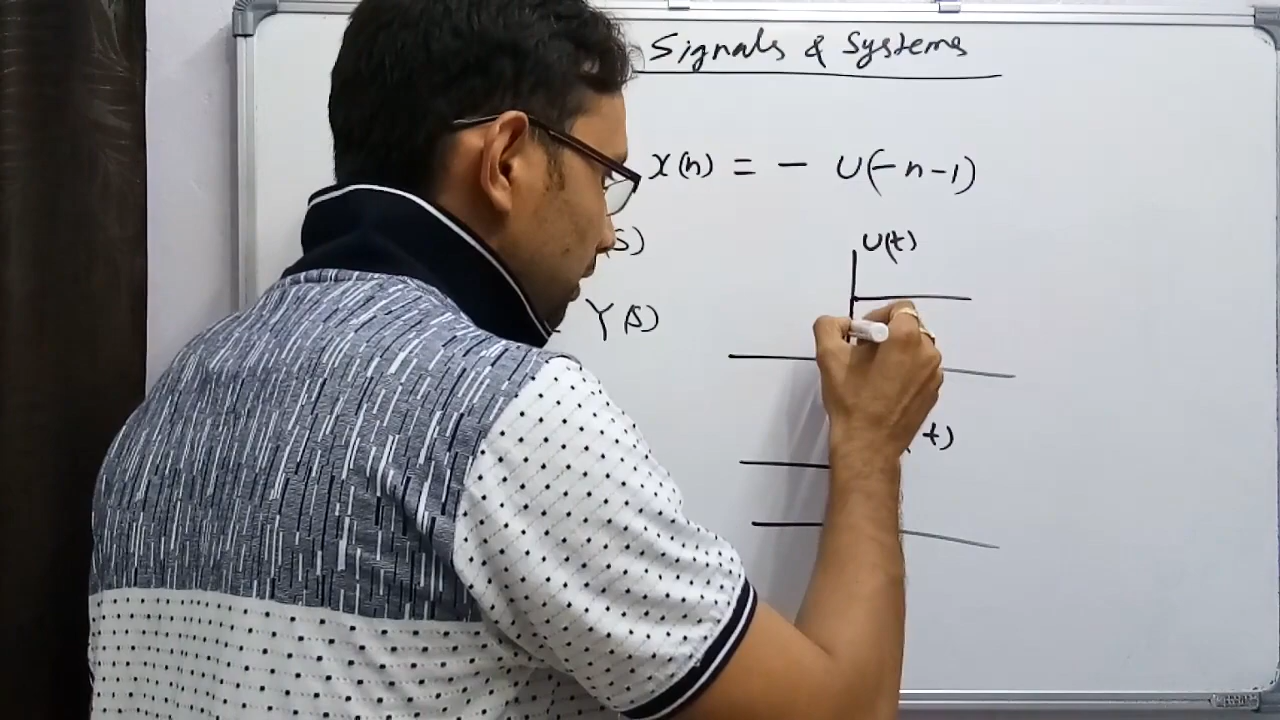 Signals & Systems
x(n) = - U(-n-1)
S)
U(t)
Y(S)
t)